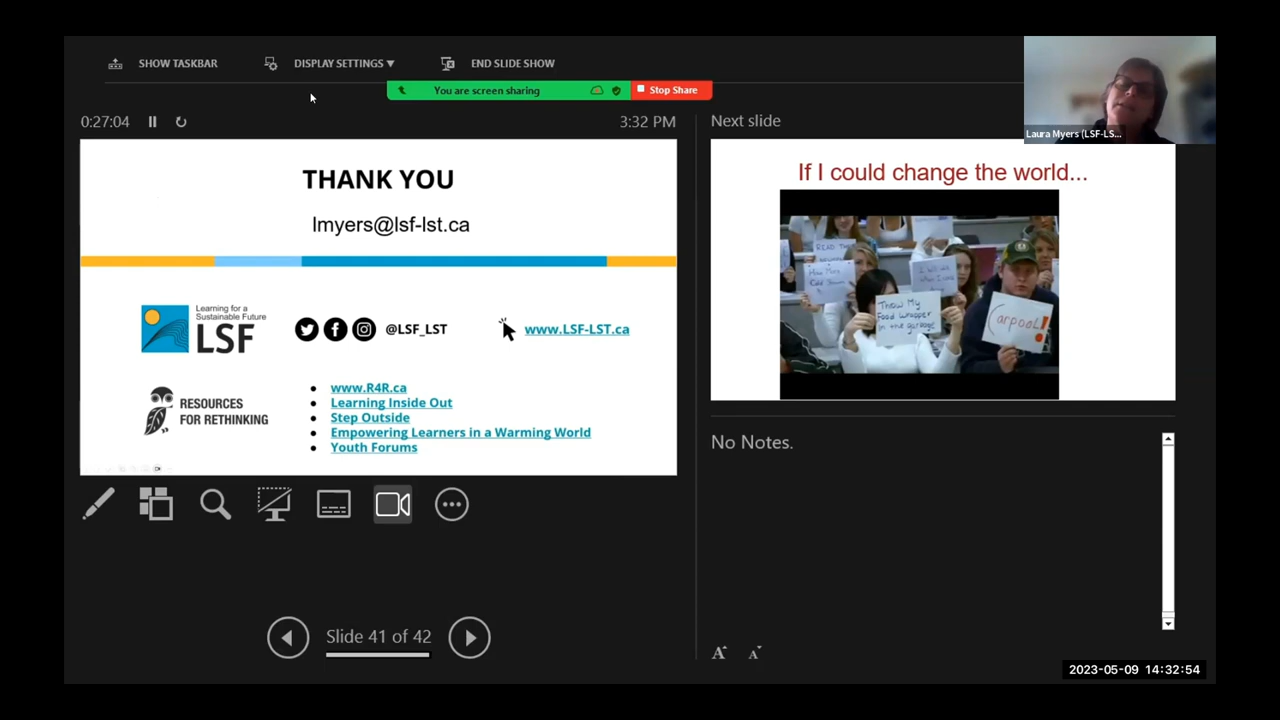 SHOW TASKBAR
DISPLAY SETTINGS ▼
END SLIDE SHOW
You are screen sharing
Stop Share
Laura Myers (LSF-LS...
0:27:04
3:32 PM
THANK YOU
lmyers@lsf-lst.ca
Learning for a
Sustainable Future
LSF
@LSF_LST
www.LSF-LST.ca
RESOURCES
FOR RETHINKING
• www.R4R.ca
• Learning Inside Out
• Step Outside
• Empowering Learners in a Warming World
• Youth Forums
Slide 41 of 42
Next slide
If I could change the world...
READ THE
I will
when I
Throw My
Food Wrapper
in the garbage
Carpool!
No Notes.
A
A
2023-05-09 14:32:54